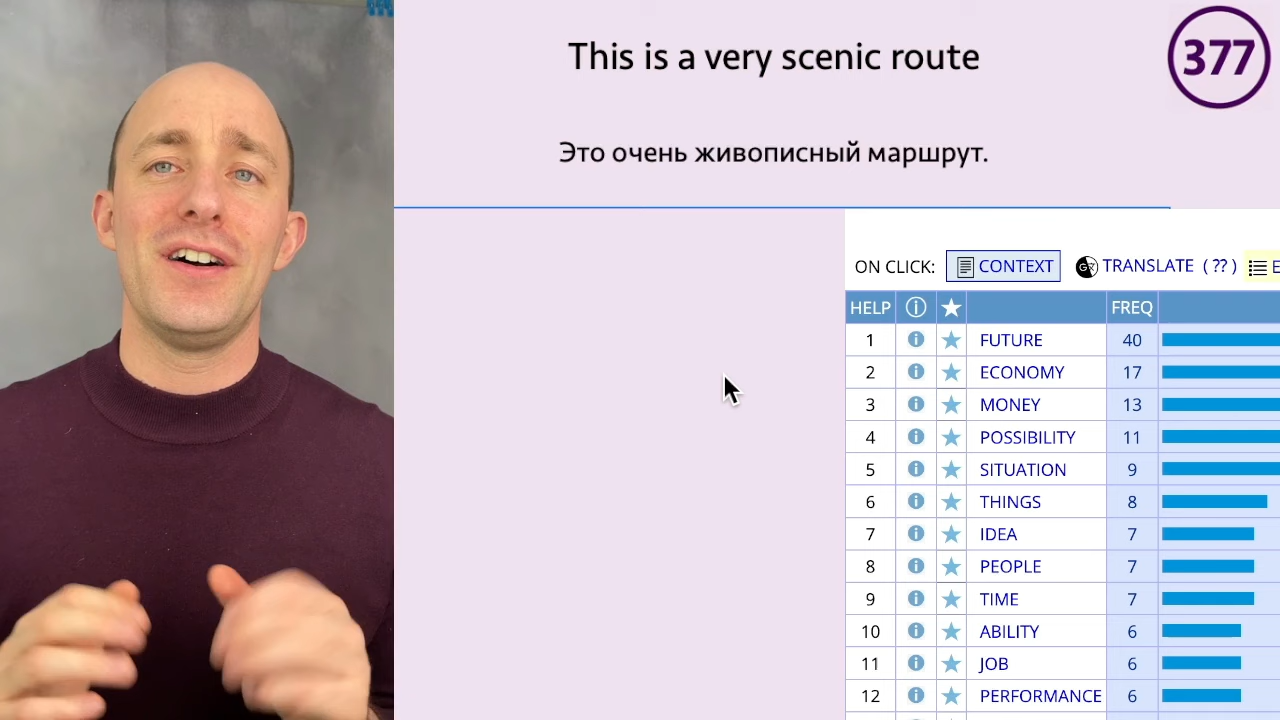 This is a very scenic route
377
Это очень живописный маршрут.
ON CLICK: CONTEXT TRANSLATE ( ?? ) E
HELP FREQ
1 FUTURE 40
2 ECONOMY 17
3 MONEY 13
4 POSSIBILITY 11
5 SITUATION 9
6 THINGS 8
7 IDEA 7
8 PEOPLE 7
9 TIME 7
10 ABILITY 6
11 JOB 6
12 PERFORMANCE 6